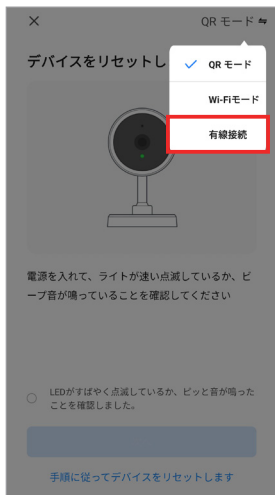 QR モード ⇋
デバイスをリセットし
✓ QR モード
Wi-Fiモード
有線接続
電源を入れて、ライトが速い点滅しているか、ビ
ープ音が鳴っていることを確認してください
LEDがすばやく点滅しているか、ピッと音が鳴った
ことを確認しました。
手順に従ってデバイスをリセットします